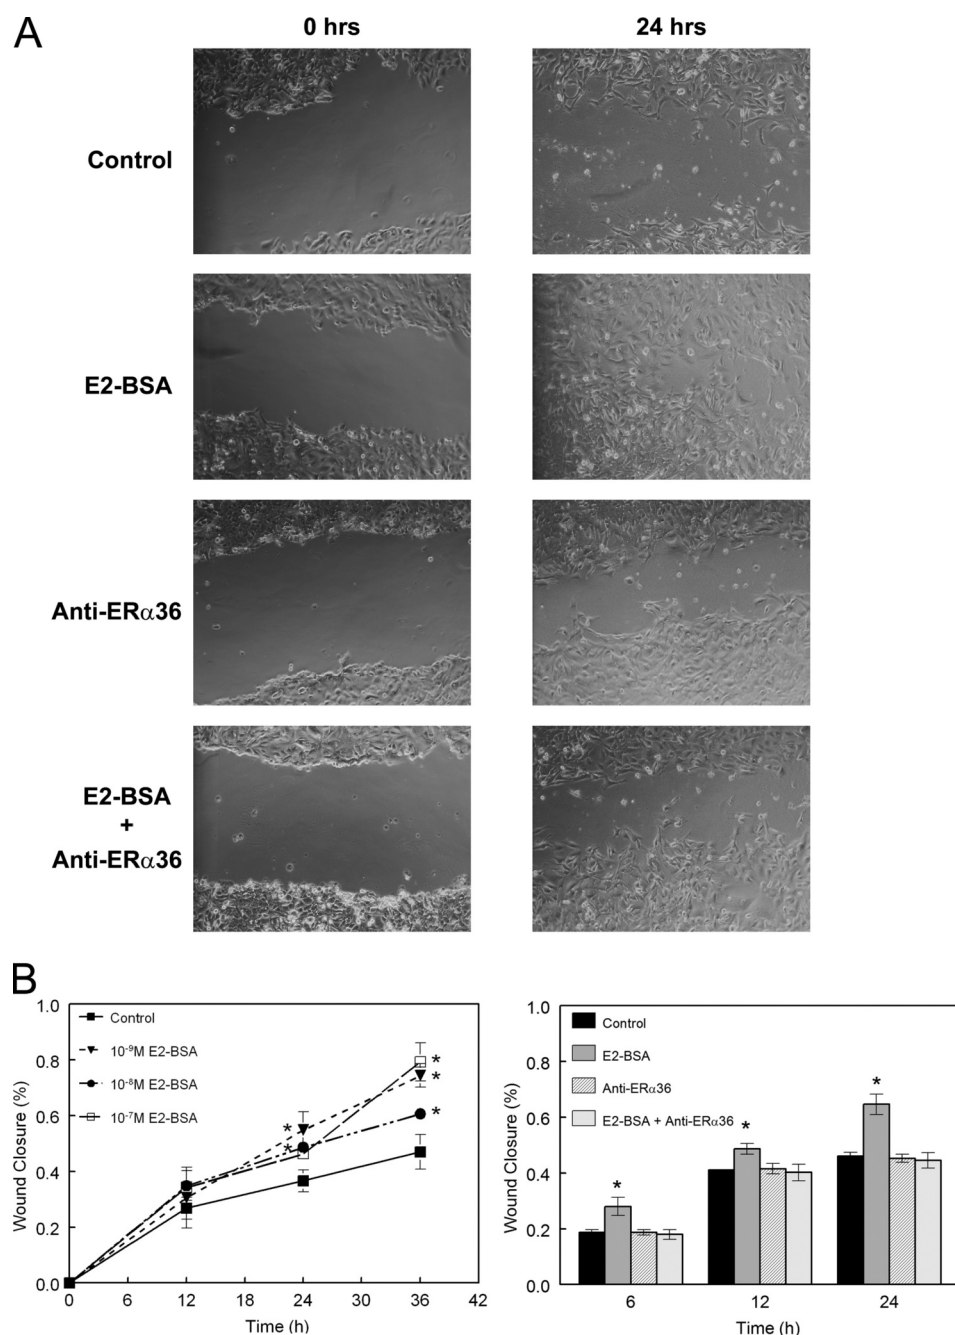 A
0 hrs
24 hrs
Control
E2-BSA
Anti-ERα36
E2-BSA
+
Anti-ERα36
B
1.0
0.8
0.6
0.4
0.2
0.0
Wound Closure (%)
Control
10⁻⁹M E2-BSA
10⁻⁸M E2-BSA
10⁻⁷M E2-BSA
*
*
*
*
*
0
6
12
18
24
30
36
42
Time (h)
1.0
0.8
0.6
0.4
0.2
0.0
Wound Closure (%)
Control
E2-BSA
Anti-ERα36
E2-BSA + Anti-ERα36
*
*
*
6
12
24
Time (h)